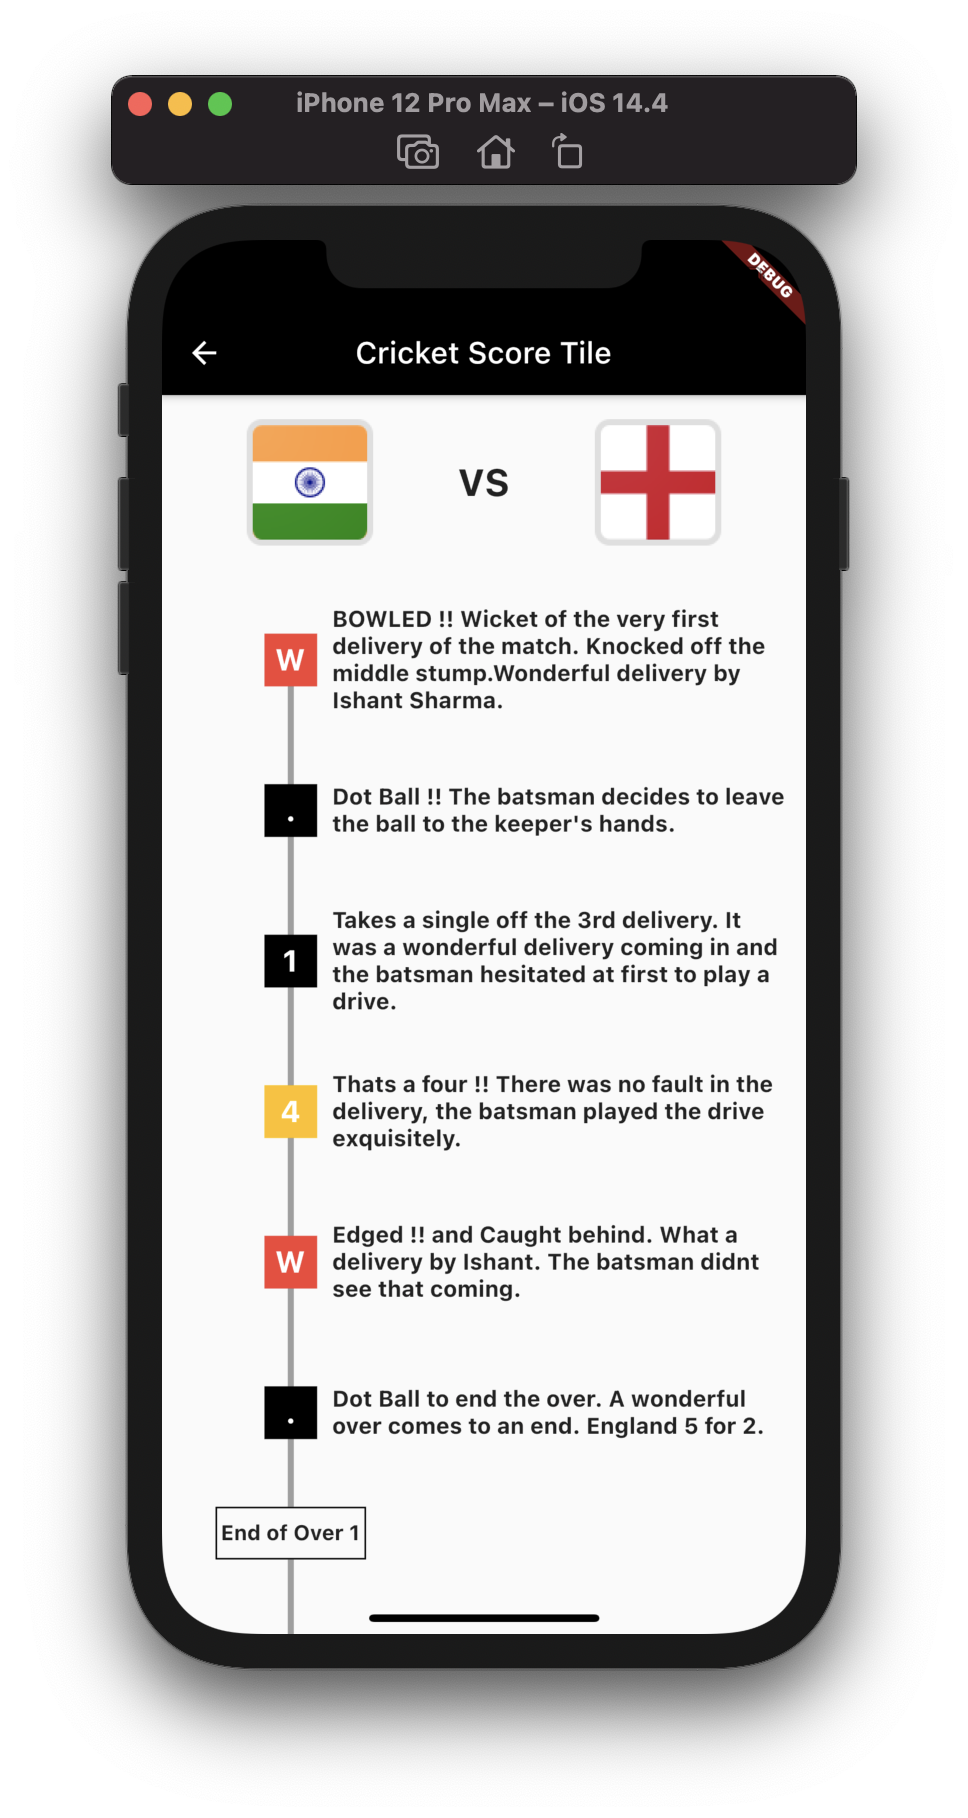 iPhone 12 Pro Max – iOS 14.4
DEBUG
Cricket Score Tile
VS
W
BOWLED !! Wicket of the very first
delivery of the match. Knocked off the
middle stump.Wonderful delivery by
Ishant Sharma.
.
Dot Ball !! The batsman decides to leave
the ball to the keeper's hands.
1
Takes a single off the 3rd delivery. It
was a wonderful delivery coming in and
the batsman hesitated at first to play a
drive.
4
Thats a four !! There was no fault in the
delivery, the batsman played the drive
exquisitely.
W
Edged !! and Caught behind. What a
delivery by Ishant. The batsman didnt
see that coming.
.
Dot Ball to end the over. A wonderful
over comes to an end. England 5 for 2.
End of Over 1